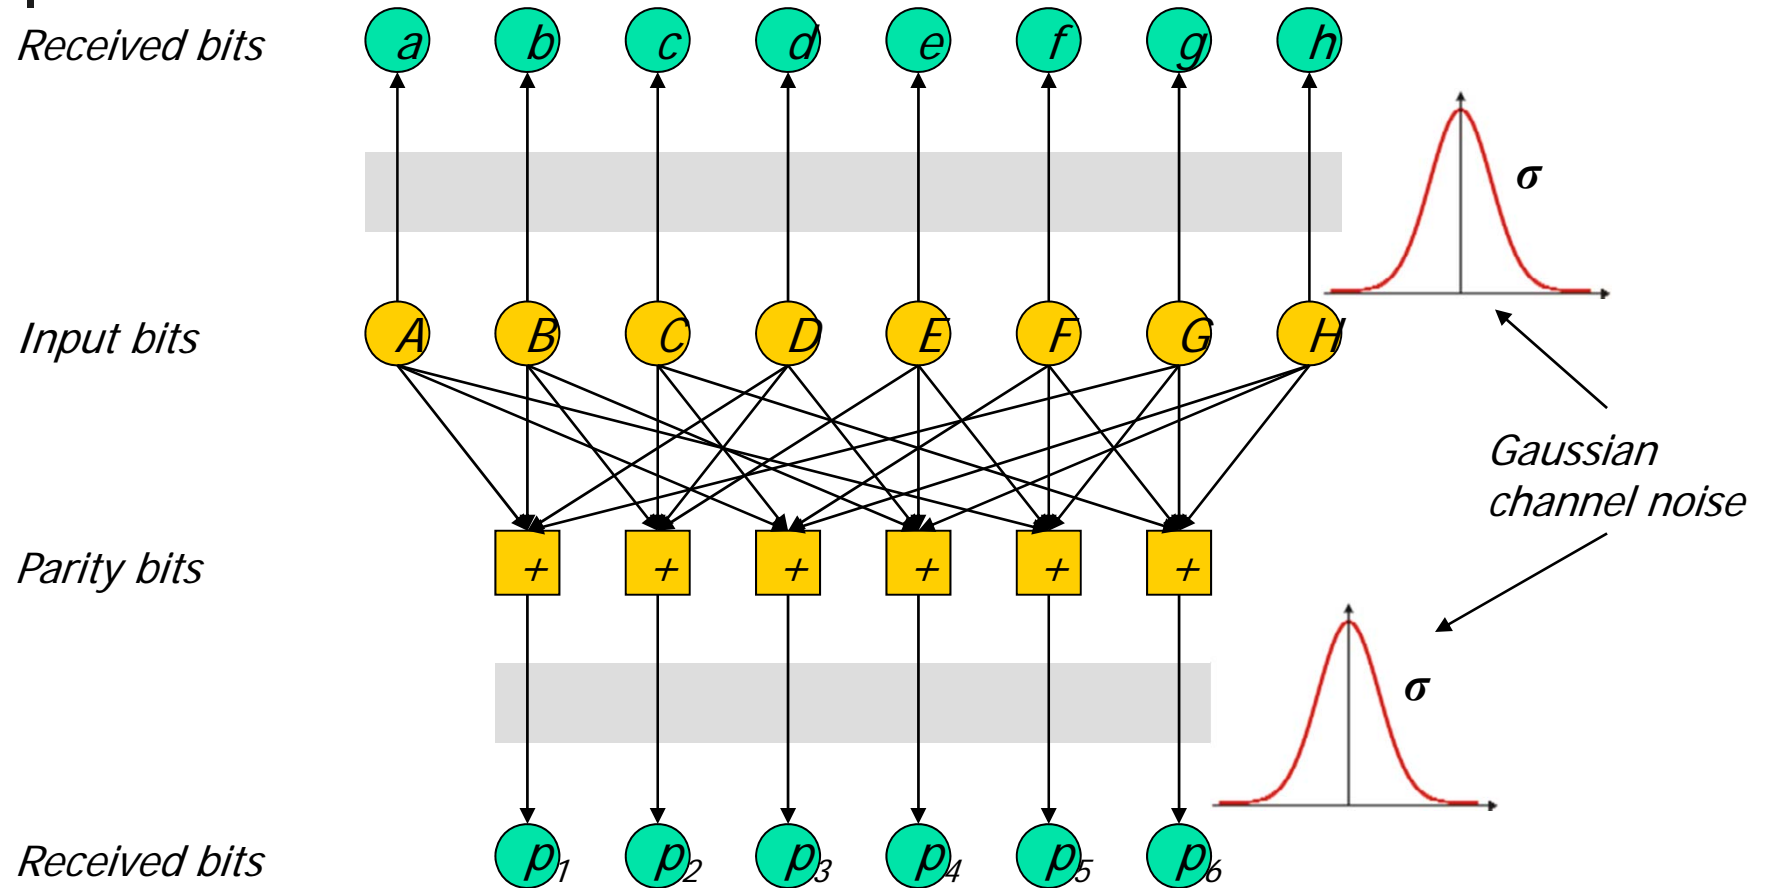 Received bits a b c d e f g h
σ
Input bits A B C D E F G H
Gaussian
channel noise
Parity bits + + + + + +
σ
Received bits p1 p2 p3 p4 p5 p6